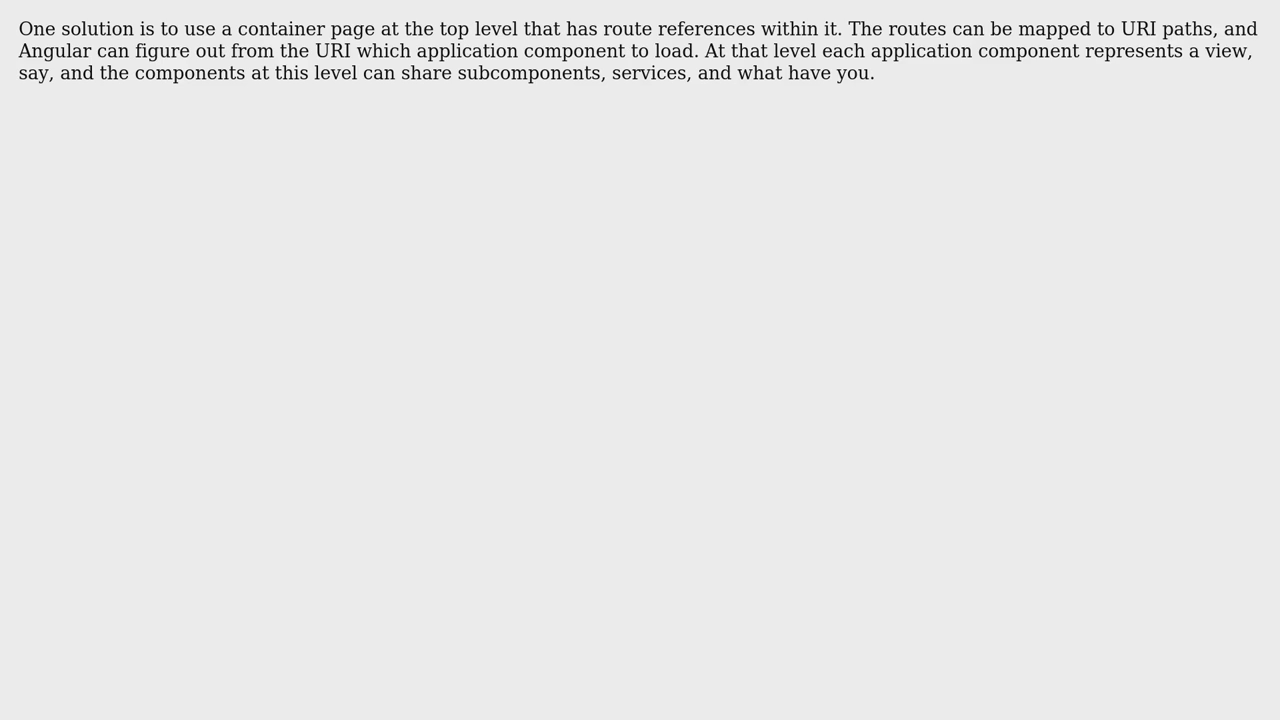 One solution is to use a container page at the top level that has route references within it. The routes can be mapped to URI paths, and
Angular can figure out from the URI which application component to load. At that level each application component represents a view,
say, and the components at this level can share subcomponents, services, and what have you.